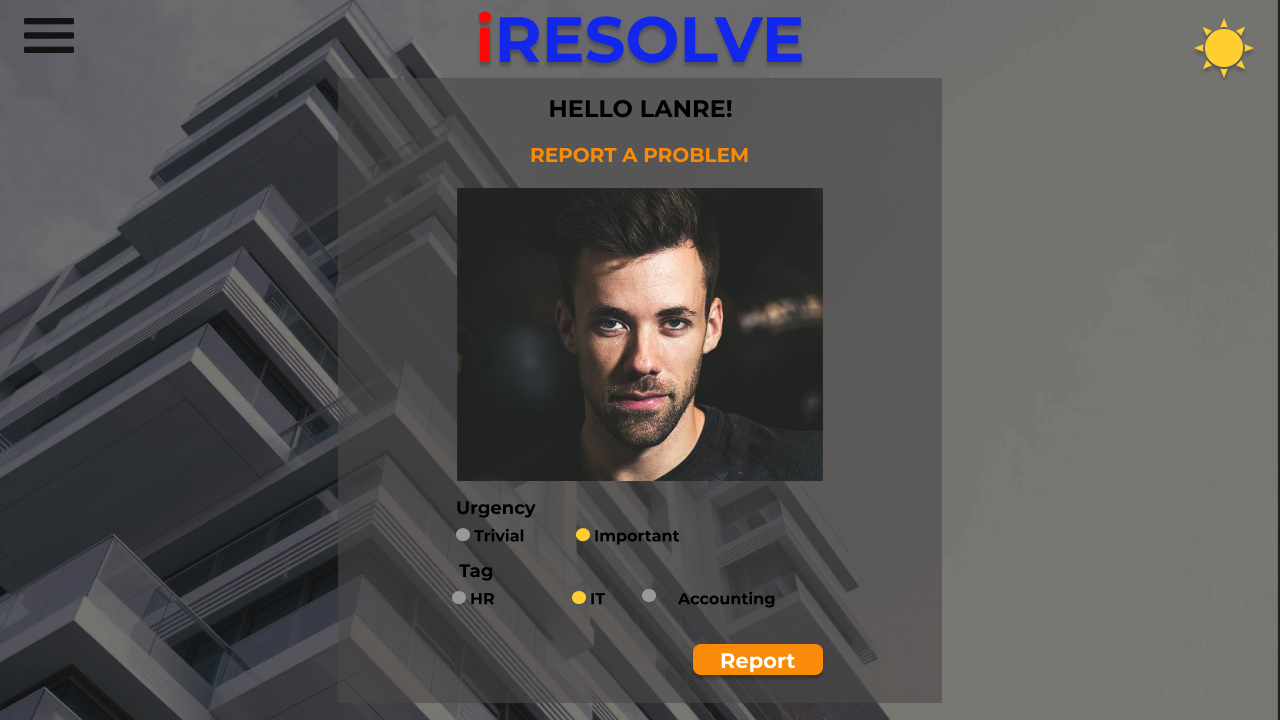 iRESOLVE
HELLO LANRE!
REPORT A PROBLEM
Urgency
Trivial Important
Tag
HR IT Accounting
Report